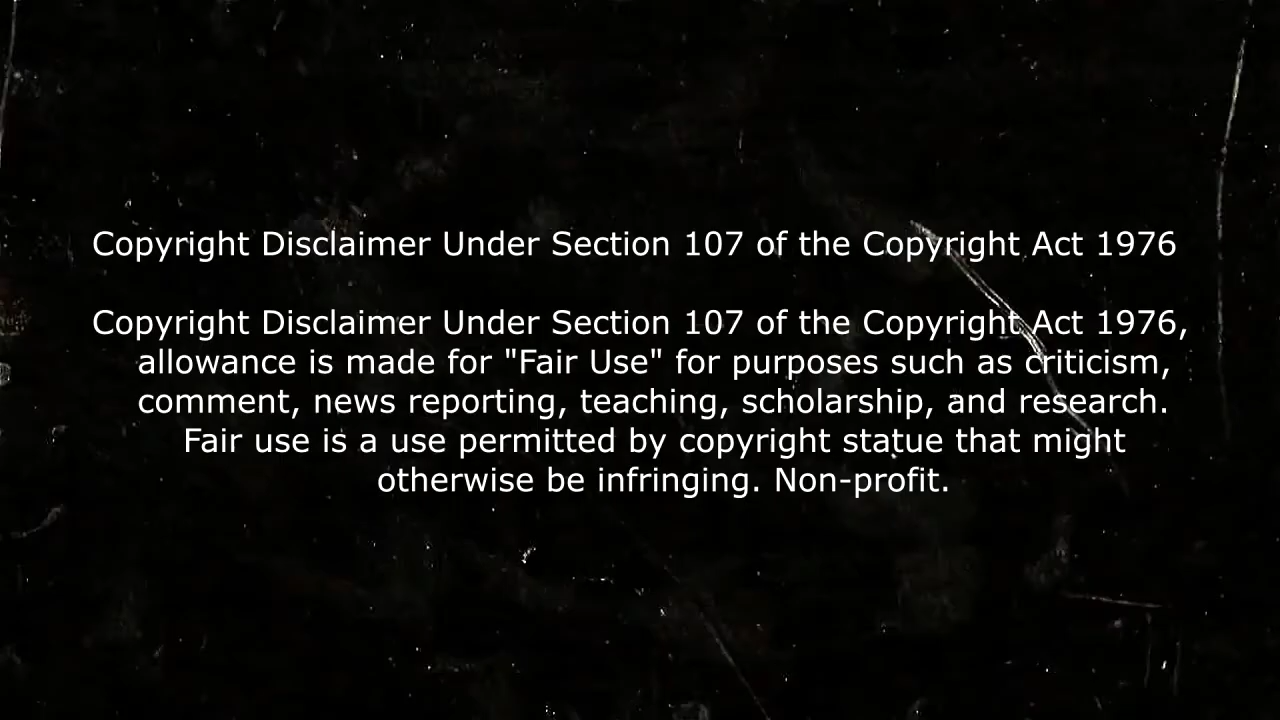 Copyright Disclaimer Under Section 107 of the Copyright Act 1976
Copyright Disclaimer Under Section 107 of the Copyright Act 1976,
allowance is made for "Fair Use" for purposes such as criticism,
comment, news reporting, teaching, scholarship, and research.
Fair use is a use permitted by copyright statue that might
otherwise be infringing. Non-profit.